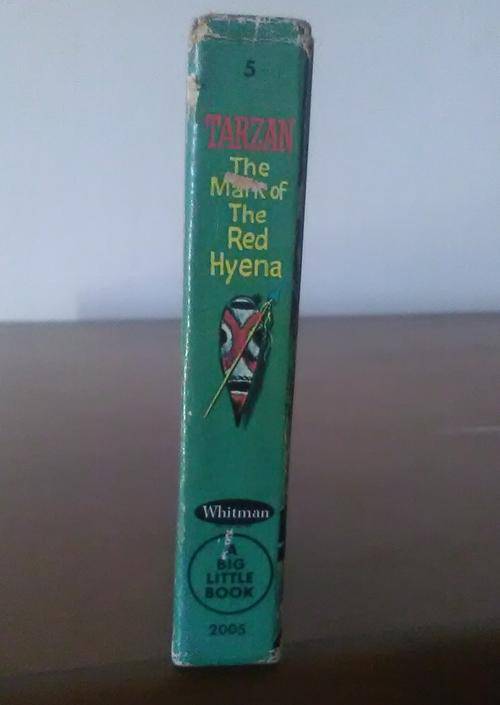 5
TARZAN
The
Mark of
The
Red
Hyena
Whitman
A
BIG
LITTLE
BOOK
2005